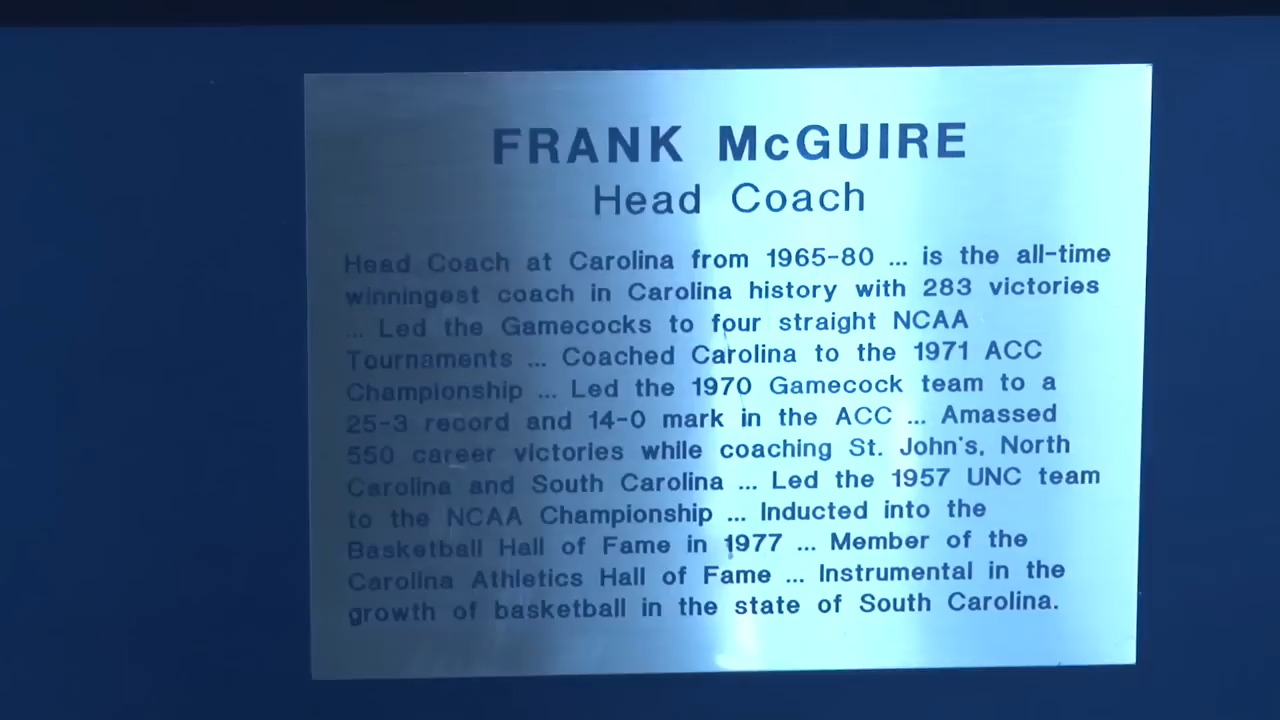 FRANK McGUIRE
Head Coach
Head Coach at Carolina from 1965-80 ... is the all-time
winningest coach in Carolina history with 283 victories
... Led the Gamecocks to four straight NCAA
Tournaments ... Coached Carolina to the 1971 ACC
Championship ... Led the 1970 Gamecock team to a
25-3 record and 14-0 mark in the ACC ... Amassed
550 career victories while coaching St. John's, North
Carolina and South Carolina ... Led the 1957 UNC team
to the NCAA Championship ... Inducted into the
Basketball Hall of Fame in 1977 ... Member of the
Carolina Athletics Hall of Fame ... Instrumental in the
growth of basketball in the state of South Carolina.